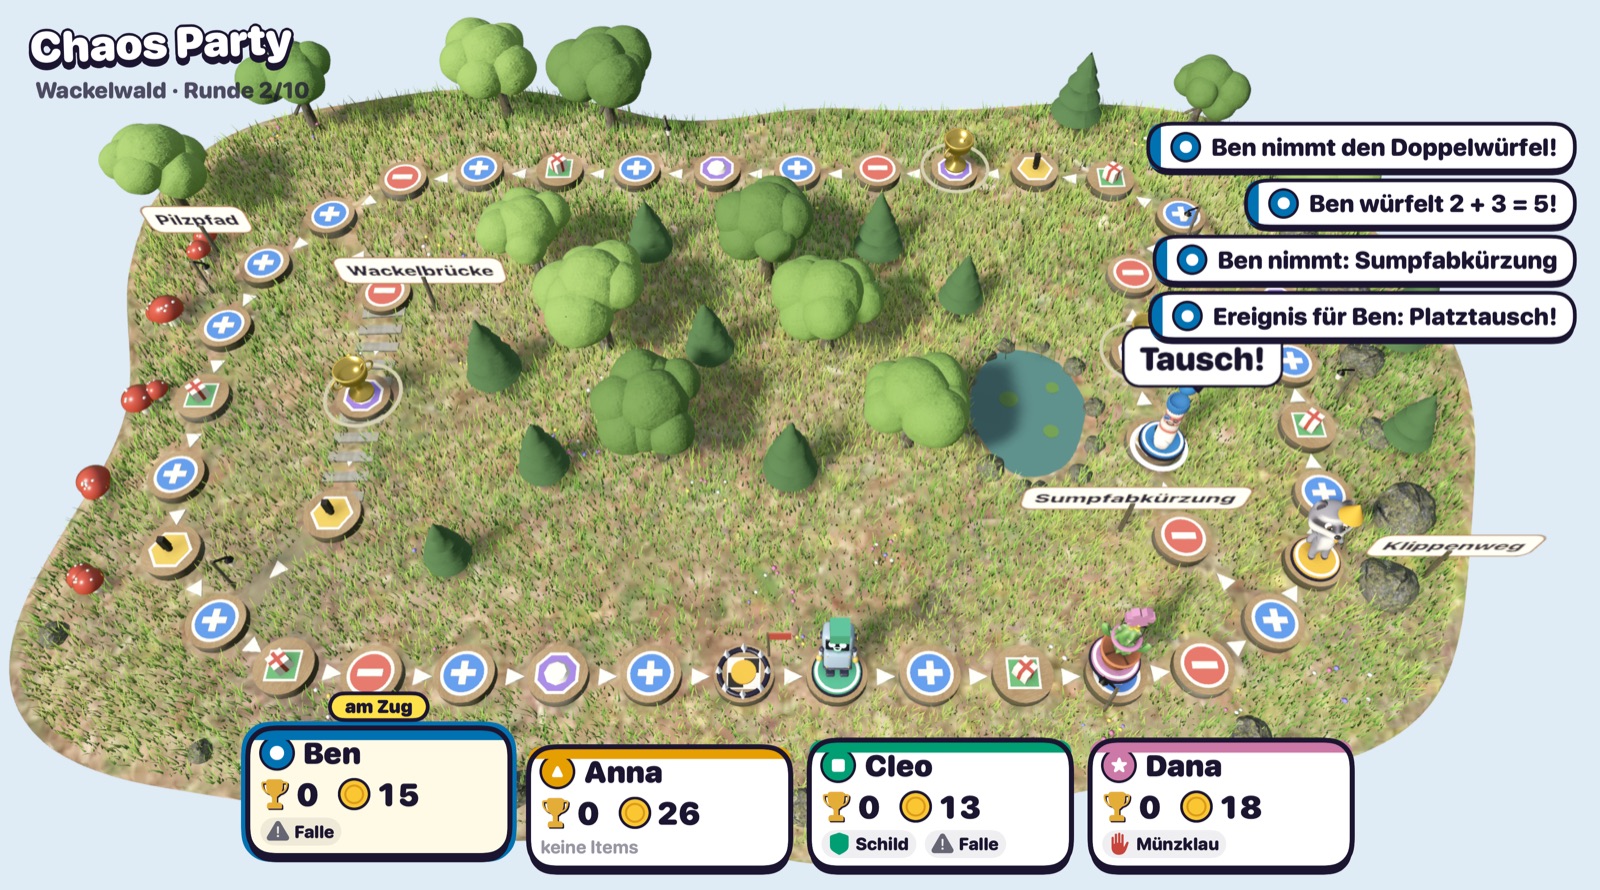 Chaos Party
Wackelwald · Runde 2/10
Ben nimmt den Doppelwürfel!
Ben würfelt 2 + 3 = 5!
Ben nimmt: Sumpfabkürzung
Ereignis für Ben: Platztausch!
Pilzpfad
Wackelbrücke
Tausch!
Sumpfabkürzung
Klippenweg
am Zug
Ben
0 15
Falle
Anna
0 26
keine Items
Cleo
0 13
Schild Falle
Dana
0 18
Münzklau